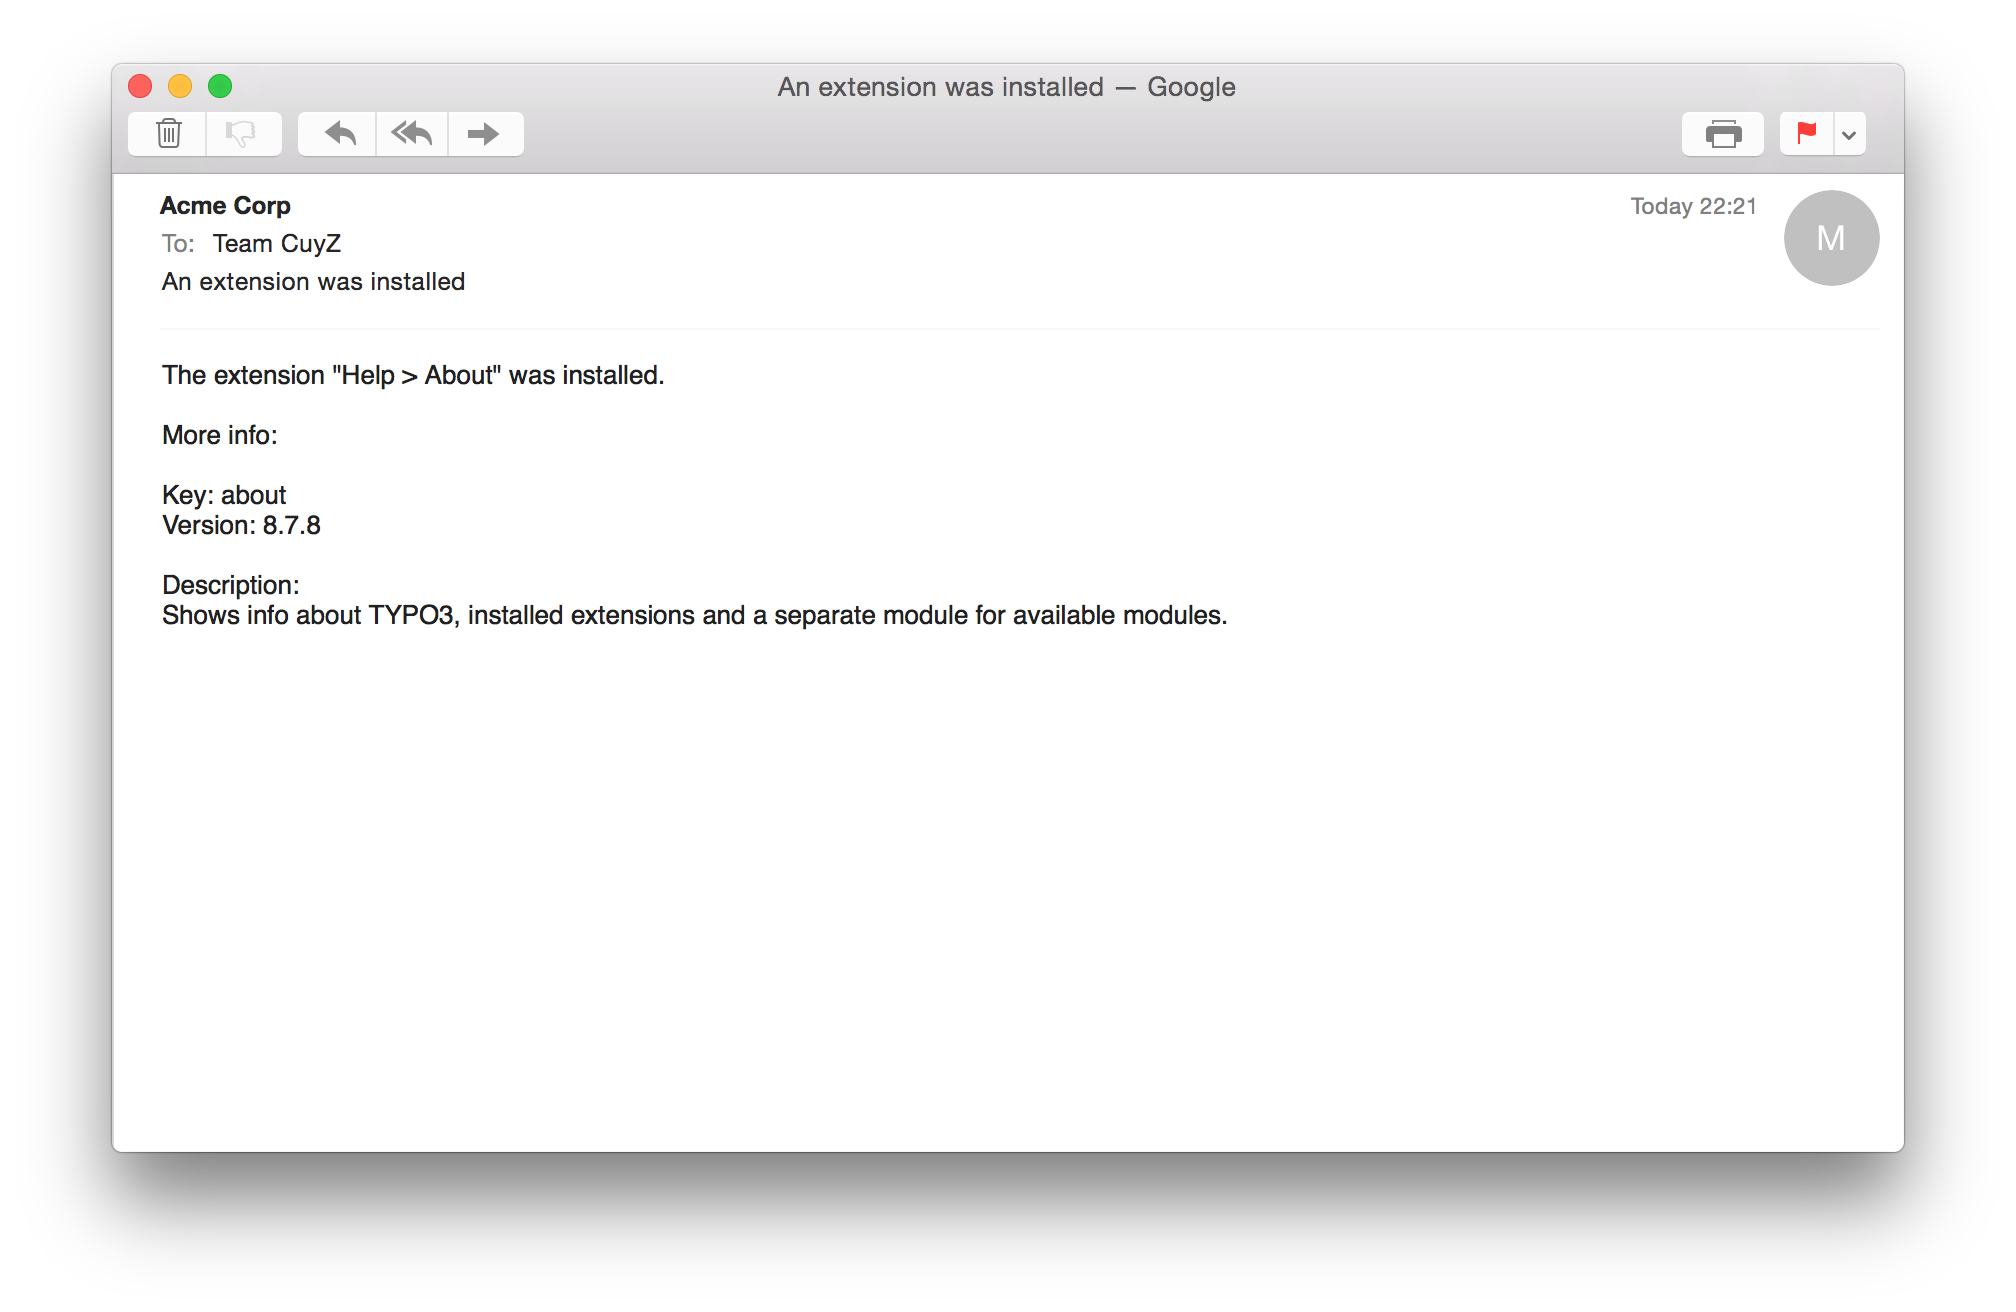 An extension was installed — Google
Acme Corp
Today 22:21
M
To: Team CuyZ
An extension was installed
The extension "Help > About" was installed.
More info:
Key: about
Version: 8.7.8
Description:
Shows info about TYPO3, installed extensions and a separate module for available modules.